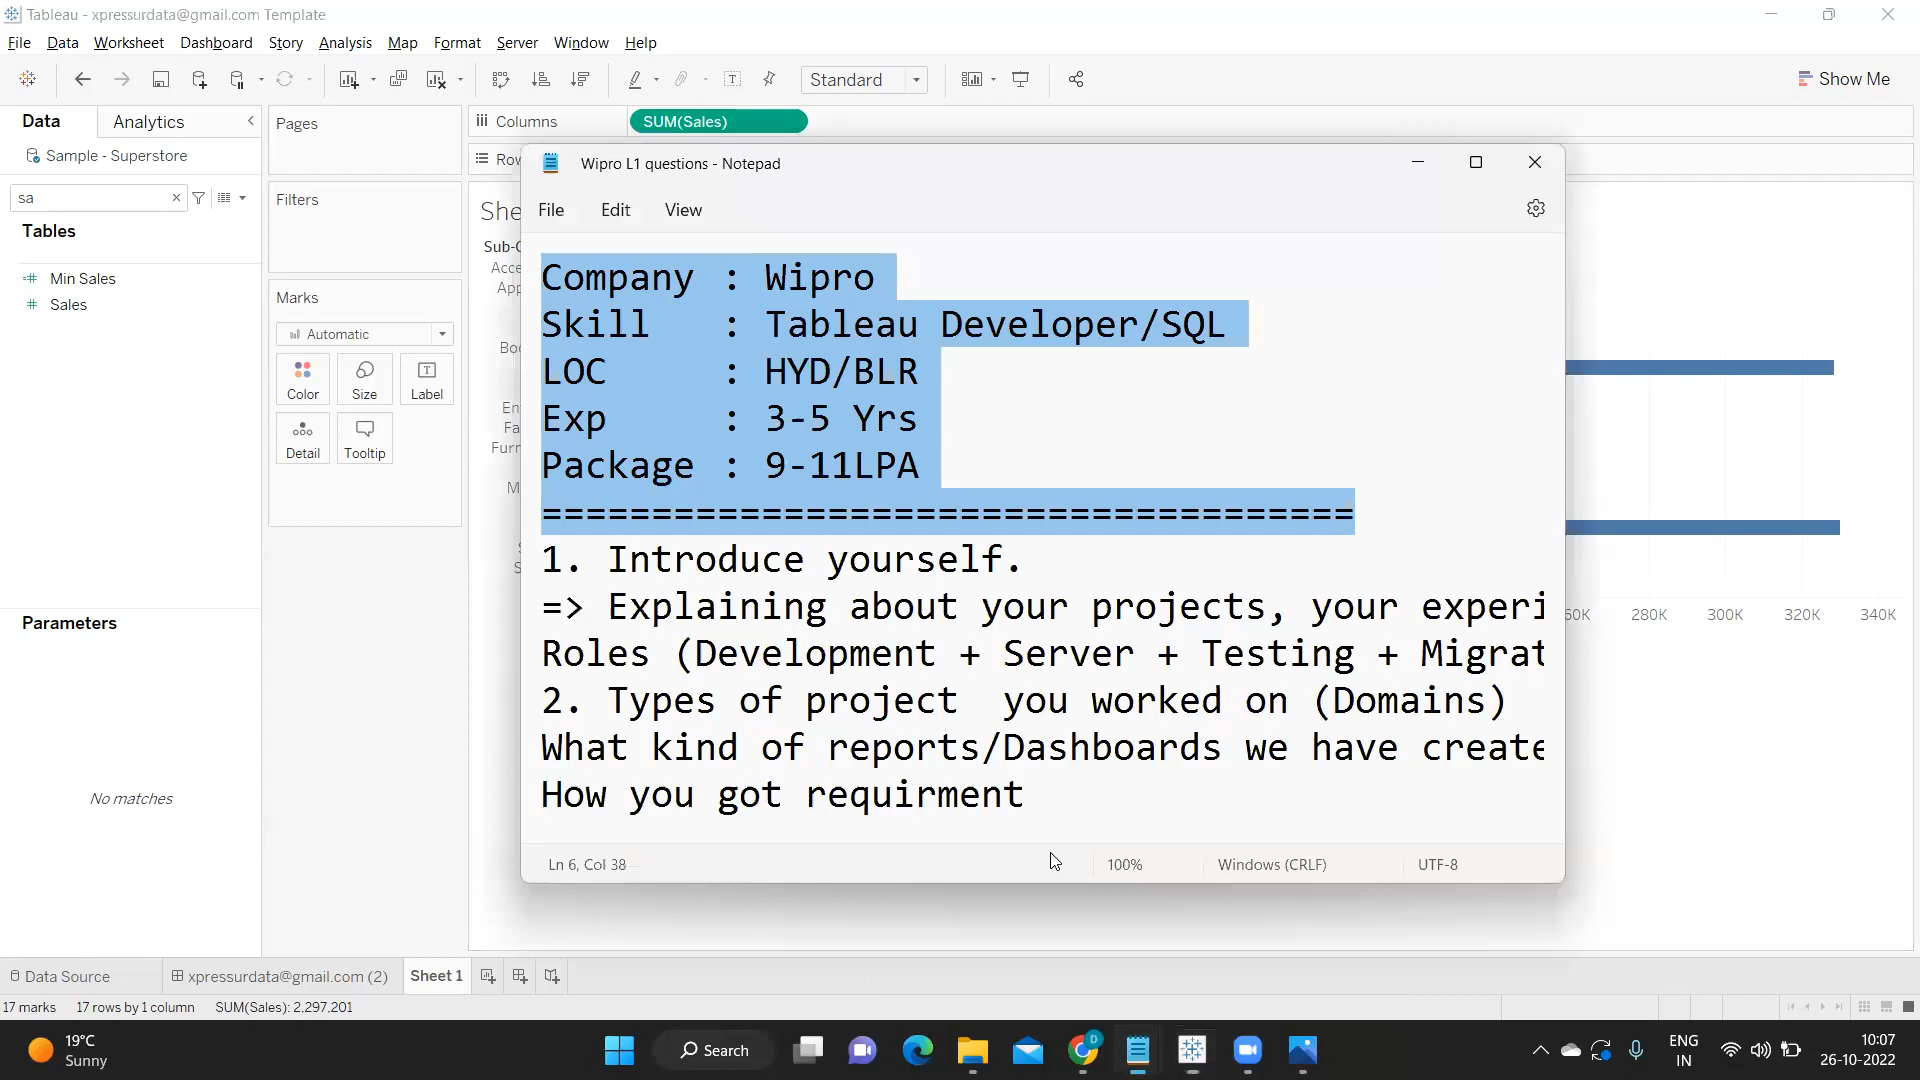 Tableau - xpressurdata@gmail.com Template
File Data Worksheet Dashboard Story Analysis Map Format Server Window Help
Standard
Show Me
Data Analytics
Pages
Columns
SUM(Sales)
Sample - Superstore
sa
Filters
Tables
Min Sales
Sales
Marks
Automatic
Color Size Label
Detail Tooltip
Parameters
No matches
Wipro L1 questions - Notepad
File Edit View
Company : Wipro
Skill : Tableau Developer/SQL
LOC : HYD/BLR
Exp : 3-5 Yrs
Package : 9-11LPA
=====================================
1. Introduce yourself.
=> Explaining about your projects, your experi
Roles (Development + Server + Testing + Migrat
2. Types of project  you worked on (Domains)
What kind of reports/Dashboards we have create
How you got requirment
Ln 6, Col 38
100%
Windows (CRLF)
UTF-8
280K 300K 320K 340K
Data Source
xpressurdata@gmail.com (2)
Sheet 1
17 marks 17 rows by 1 column SUM(Sales): 2,297,201
19°C
Sunny
Search
ENG
IN
10:07
26-10-2022